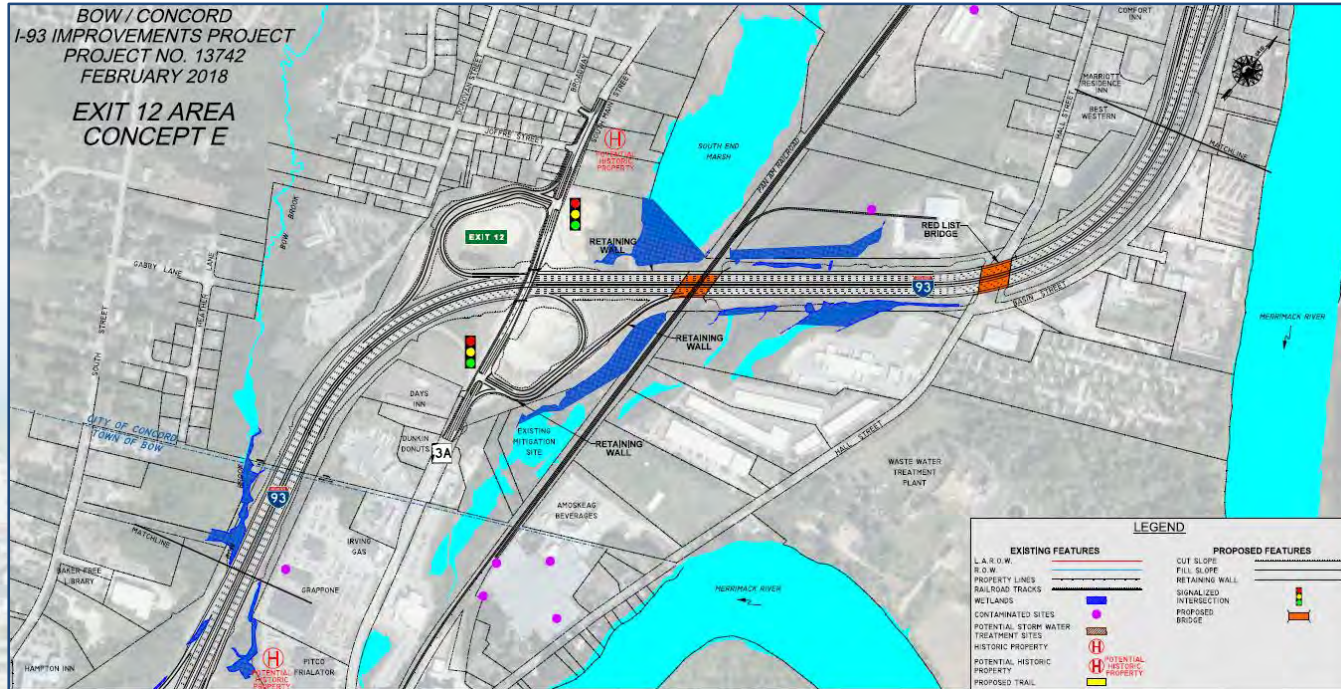 BOW / CONCORD
I-93 IMPROVEMENTS PROJECT
PROJECT NO. 13742
FEBRUARY 2018
EXIT 12 AREA
CONCEPT E
BOW BROOK
DONOVAN STREET
BROADWAY
SOUTH MAIN STREET
JOFFRE STREET
H
POTENTIAL
HISTORIC
PROPERTY
SOUTH END
MARSH
PAN AM RAILROAD
COMFORT
INN
MARRIOTT
RESIDENCE
INN
BEST
WESTERN
HALL STREET
MATCHLINE
EXIT 12
RETAINING
WALL
RED LIST
BRIDGE
93
BASIN STREET
MERRIMACK RIVER
GABBY LANE
HEATHER LANE
SOUTH STREET
RETAINING
WALL
DAYS
INN
DUNKIN
DONUTS
3A
EXISTING
MITIGATION
SITE
RETAINING
WALL
HALL STREET
WASTE WATER
TREATMENT
PLANT
CITY OF CONCORD
TOWN OF BOW
93
MATCHLINE
BAKER FREE
LIBRARY
IRVING
GAS
GRAPPONE
AMOSKEAG
BEVERAGES
MERRIMACK RIVER
HAMPTON INN
H
POTENTIAL
HISTORIC
PROPERTY
PITCO
FRIALATOR
LEGEND
EXISTING FEATURES
L.A.R.O.W.
R.O.W.
PROPERTY LINES
RAILROAD TRACKS
WETLANDS
CONTAMINATED SITES
POTENTIAL STORM WATER
TREATMENT SITES
HISTORIC PROPERTY
H
POTENTIAL HISTORIC
PROPERTY
H
POTENTIAL
HISTORIC
PROPERTY
PROPOSED TRAIL
PROPOSED FEATURES
CUT SLOPE
FILL SLOPE
RETAINING WALL
SIGNALIZED
INTERSECTION
PROPOSED
BRIDGE